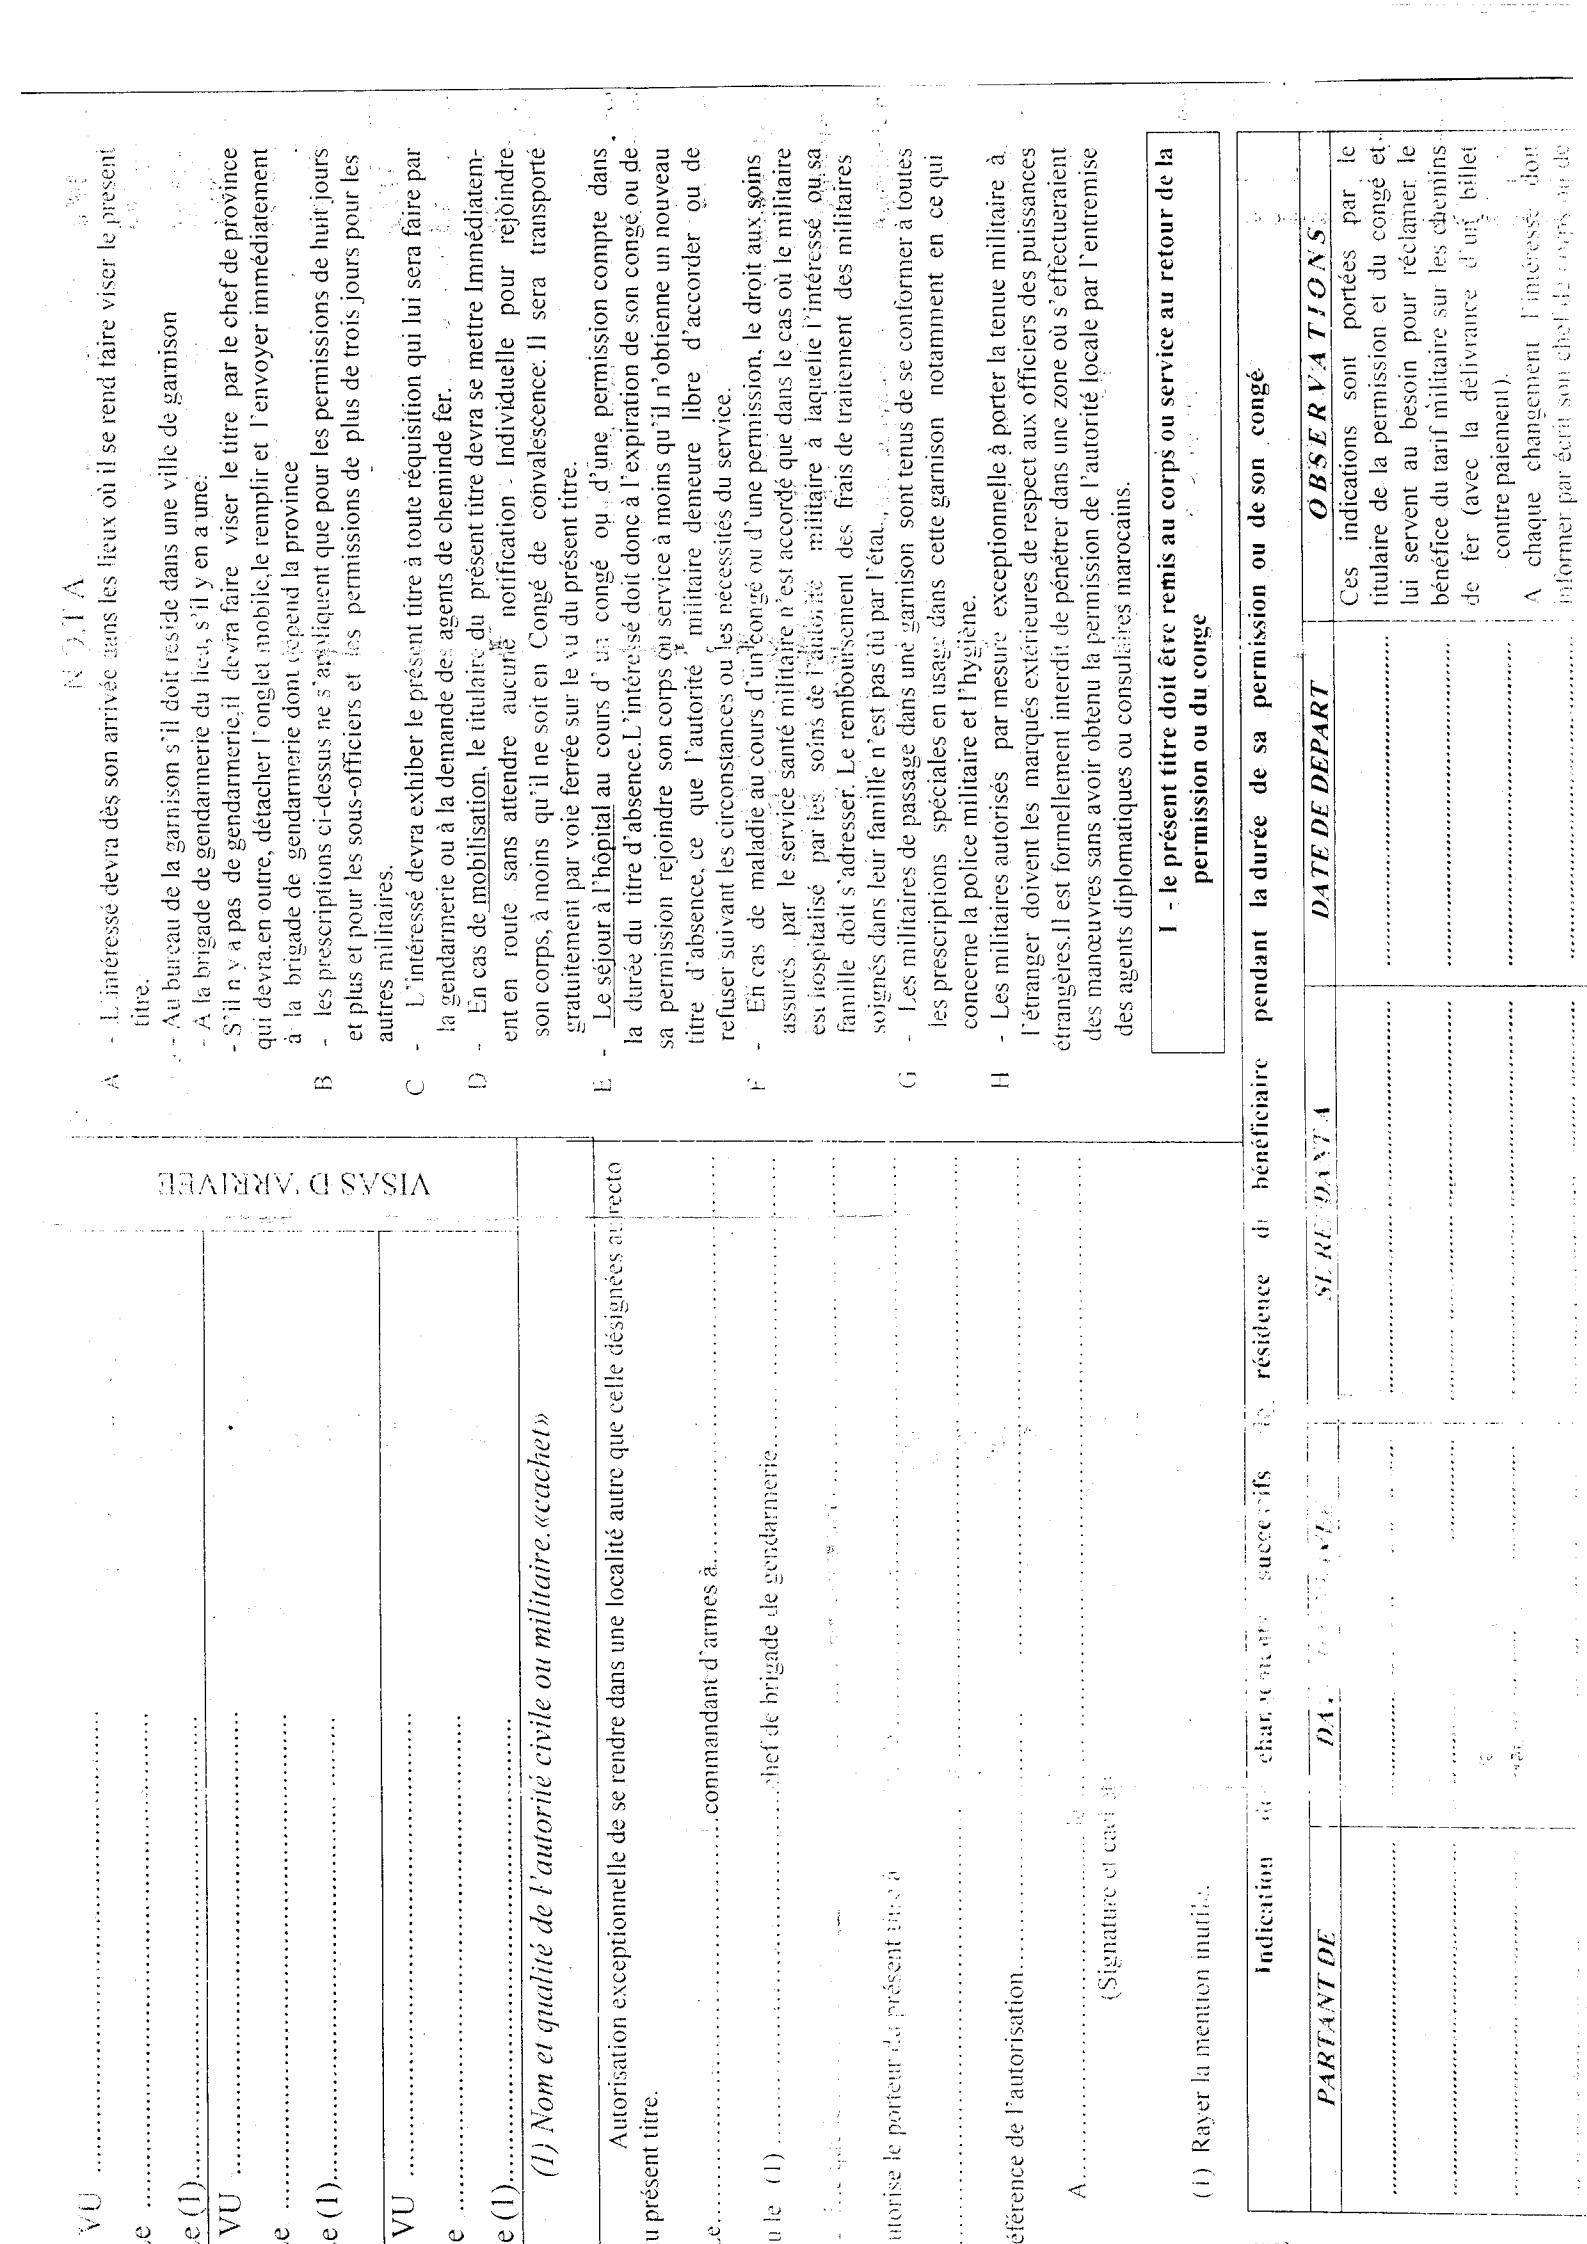 VU ........................................
e ........................................
e (1)........................................
VU ........................................
e ........................................
e (1)........................................
VU ........................................
e ........................................
e (1)........................................
VISAS D'ARRIVEE
(1) Nom et qualité de l'autorité civile ou militaire.«cachet»
Autorisation exceptionnelle de se rendre dans une localité autre que celle désignées au recto
u présent titre.
e........................................commandant d'armes à........................................
u le (1) ........................................chef de brigade de gendarmerie........................................
utorise le porteur du présent titre à ........................................
........................................
éférence de l'autorisation........................................
A........................................
(Signature et cachet
(1) Rayer la mention inutile.
NOTA
A - L'intéressé devra dès son arrivée dans les lieux où il se rend faire viser le présent
titre.
- Au bureau de la garnison s'il doit reside dans une ville de garnison
- A la brigade de gendarmerie du lieu, s'il y en a une.
- S'il n y a pas de gendarmerie,il devra faire viser le titre par le chef de province
qui devra.en outre, détacher l'onglet mobile,le remplir et l'envoyer immédiatement
à la brigade de gendarmerie dont dépend la province
B - les prescriptions ci-dessus ne s'appliquent que pour les permissions de huit jours
et plus et pour les sous-officiers et les permissions de plus de trois jours pour les
autres militaires.
C - L'intéressé devra exhiber le présent titre à toute réquisition qui lui sera faire par
la gendarmerie ou à la demande des agents de cheminde fer.
D - En cas de mobilisation, le titulaire du présent titre devra se mettre Immédiatem-
ent en route sans attendre aucune notification - Individuelle pour rejoindre
son corps, à moins qu'il ne soit en Congé de convalescence. Il sera transporté
gratuitement par voie ferrée sur le vu du présent titre.
E - Le séjour à l'hôpital au cours d'un congé ou d'une permission compte dans
la durée du titre d'absence.L'intéressé doit donc à l'expiration de son congé ou de
sa permission rejoindre son corps ou service à moins qu'il n'obtienne un nouveau
titre d'absence, ce que l'autorité militaire demeure libre d'accorder ou de
refuser suivant les circonstances ou les nécessités du service.
F - En cas de maladie au cours d'un congé ou d'une permission, le droit aux soins
assurés par le service santé militaire n'est accordé que dans le cas où le militaire
est hospitalisé par les soins de l'autorité militaire à laquelle l'intéressé ou sa
famille doit s'adresser. Le remboursement des frais de traitement des militaires
soignés dans leur famille n'est pas dû par l'état.
G - Les militaires de passage dans une garnison sont tenus de se conformer à toutes
les prescriptions spéciales en usage dans cette garnison notamment en ce qui
concerne la police militaire et l'hygiène.
H - Les militaires autorisés par mesure exceptionnelle à porter la tenue militaire à
l'étranger doivent les marqués extérieures de respect aux officiers des puissances
étrangères.Il est formellement interdit de pénétrer dans une zone où s'effectueraient
des manœuvres sans avoir obtenu la permission de l'autorité locale par l'entremise
des agents diplomatiques ou consulaires marocains.
I - le présent titre doit être remis au corps ou service au retour de la
permission ou du conge
Indication changements successifs résidence bénéficiaire pendant la durée de sa permission ou de son congé
PARTANT DE SE RENDANT A DATE DE DEPART OBSERVATIONS
Ces indications sont portées par le
titulaire de la permission et du congé et
lui servent au besoin pour réclamer le
bénéfice du tarif militaire sur les chemins
de fer (avec la délivrance d'un billet
contre paiement).
A chaque changement l'intéressé doit
informer par écrit son chef de corps ou de